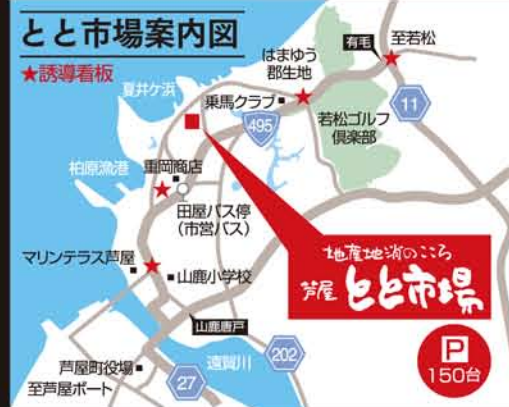 とと市場案内図
★誘導看板
有毛
至若松
はまゆう
群生地
夏井ヶ浜
乗馬クラブ
11
495
若松ゴルフ
倶楽部
柏原漁港
重岡商店
田屋バス停
(市営バス)
マリンテラス芦屋
山鹿小学校
地産地消のこころ
芦屋 とと市場
山鹿唐戸
P
150台
芦屋町役場
遠賀川
202
至芦屋ボート
27